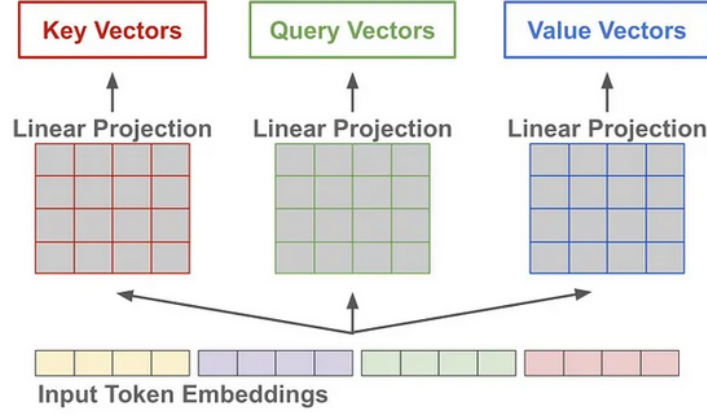 Key Vectors
Query Vectors
Value Vectors
Linear Projection
Linear Projection
Linear Projection
Input Token Embeddings